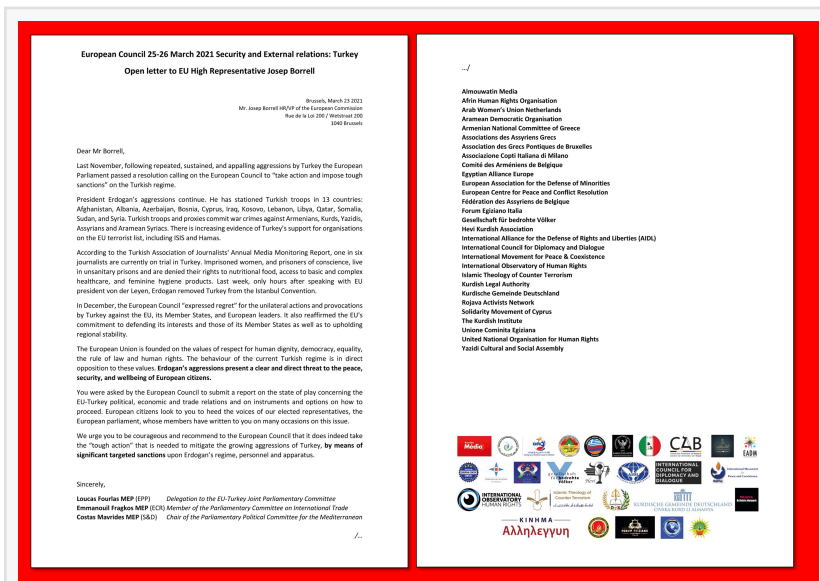 European Council 25-26 March 2021 Security and External relations: Turkey
Open letter to EU High Representative Josep Borrell
Brussels, March 23 2021
Mr. Josep Borrell HR/VP of the European Commission
Rue de la Loi 200 / Wetstraat 200
1040 Brussels
Dear Mr Borrell,
Last November, following repeated, sustained, and appalling aggressions by Turkey the European
Parliament passed a resolution calling on the European Council to "take action and impose tough
sanctions" on the Turkish regime.
President Erdogan's aggressions continue. He has stationed Turkish troops in 13 countries:
Afghanistan, Albania, Azerbaijan, Bosnia, Cyprus, Iraq, Kosovo, Lebanon, Libya, Qatar, Somalia,
Sudan, and Syria. Turkish troops and proxies commit war crimes against Armenians, Kurds, Yazidis,
Assyrians and Aramean Syriacs. There is increasing evidence of Turkey's support for organisations
on the EU terrorist list, including ISIS and Hamas.
According to the Turkish Association of Journalists' Annual Media Monitoring Report, one in six
journalists are currently on trial in Turkey. Imprisoned women, and prisoners of conscience, live
in unsanitary prisons and are denied their rights to nutritional food, access to basic and complex
healthcare, and feminine hygiene products. Last week, only hours after speaking with EU
president von der Leyen, Erdogan removed Turkey from the Istanbul Convention.
In December, the European Council "expressed regret" for the unilateral actions and provocations
by Turkey against the EU, its Member States, and European leaders. It also reaffirmed the EU's
commitment to defending its interests and those of its Member States as well as to upholding
regional stability.
The European Union is founded on the values of respect for human dignity, democracy, equality,
the rule of law and human rights. The behaviour of the current Turkish regime is in direct
opposition to these values. Erdogan's aggressions present a clear and direct threat to the peace,
security, and wellbeing of European citizens.
You were asked by the European Council to submit a report on the state of play concerning the
EU-Turkey political, economic and trade relations and on instruments and options on how to
proceed. European citizens look to you to heed the voices of our elected representatives, the
European parliament, whose members have written to you on many occasions on this issue.
We urge you to be courageous and recommend to the European Council that it does indeed take
the "tough action" that is needed to mitigate the growing aggressions of Turkey, by means of
significant targeted sanctions upon Erdogan's regime, personnel and apparatus.
Sincerely,
Loucas Fourlas MEP (EPP) Delegation to the EU-Turkey Joint Parliamentary Committee
Emmanouil Fragkos MEP (ECR) Member of the Parliamentary Committee on International Trade
Costas Mavrides MEP (S&D) Chair of the Parliamentary Political Committee for the Mediterranean
/...
.../
Almouwatin Media
Afrin Human Rights Organisation
Arab Women's Union Netherlands
Aramean Democratic Organisation
Armenian National Committee of Greece
Associations des Assyriens Grecs
Association des Grecs Pontiques de Bruxelles
Associazione Copti Italiana di Milano
Comité des Arméniens de Belgique
Egyptian Alliance Europe
European Association for the Defense of Minorities
European Centre for Peace and Conflict Resolution
Fédération des Assyriens de Belgique
Forum Egiziano Italia
Gesellschaft für bedrohte Völker
Hevi Kurdish Association
International Alliance for the Defense of Rights and Liberties (AIDL)
International Council for Diplomacy and Dialogue
International Movement for Peace & Coexistence
International Observatory of Human Rights
Islamic Theology of Counter Terrorism
Kurdish Legal Authority
Kurdische Gemeinde Deutschland
Rojava Activists Network
Solidarity Movement of Cyprus
The Kurdish Institute
Unione Cominita Egiziana
United National Organisation for Human Rights
Yazidi Cultural and Social Assembly
Média
CAB
EADM
bedrohte
Völker
INTERNATIONAL
COUNCIL FOR
DIPLOMACY AND
DIALOGUE
INTERNATIONAL
OBSERVATORY
HUMAN RIGHTS
Islamic Theology of
Counter Terrorism
KURDISCHE GEMEINDE DEUTSCHLAND
CIVAKA KURD LI ALMANYA
ΚΙΝΗΜΑ
Αλληλεγγυη